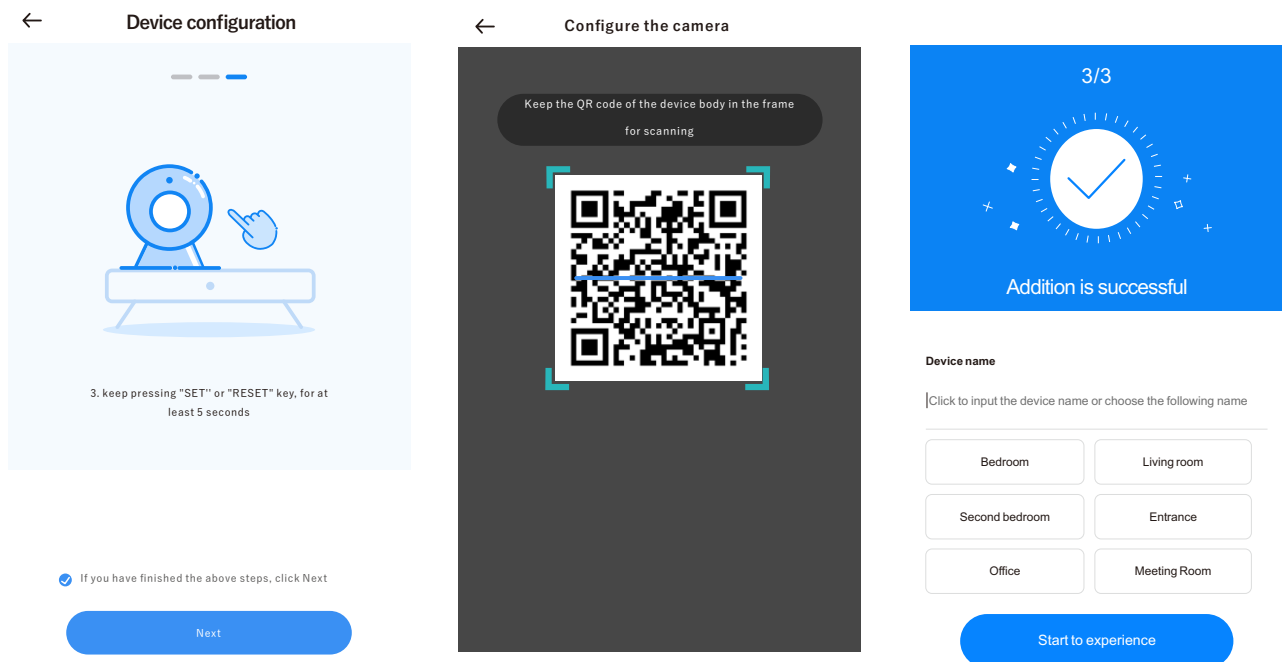 Device configuration
3. keep pressing "SET'' or "RESET" key, for at
least 5 seconds
If you have finished the above steps, click Next
Next
Configure the camera
Keep the QR code of the device body in the frame
for scanning
3/3
Addition is successful
Device name
Click to input the device name or choose the following name
Bedroom
Living room
Second bedroom
Entrance
Office
Meeting Room
Start to experience